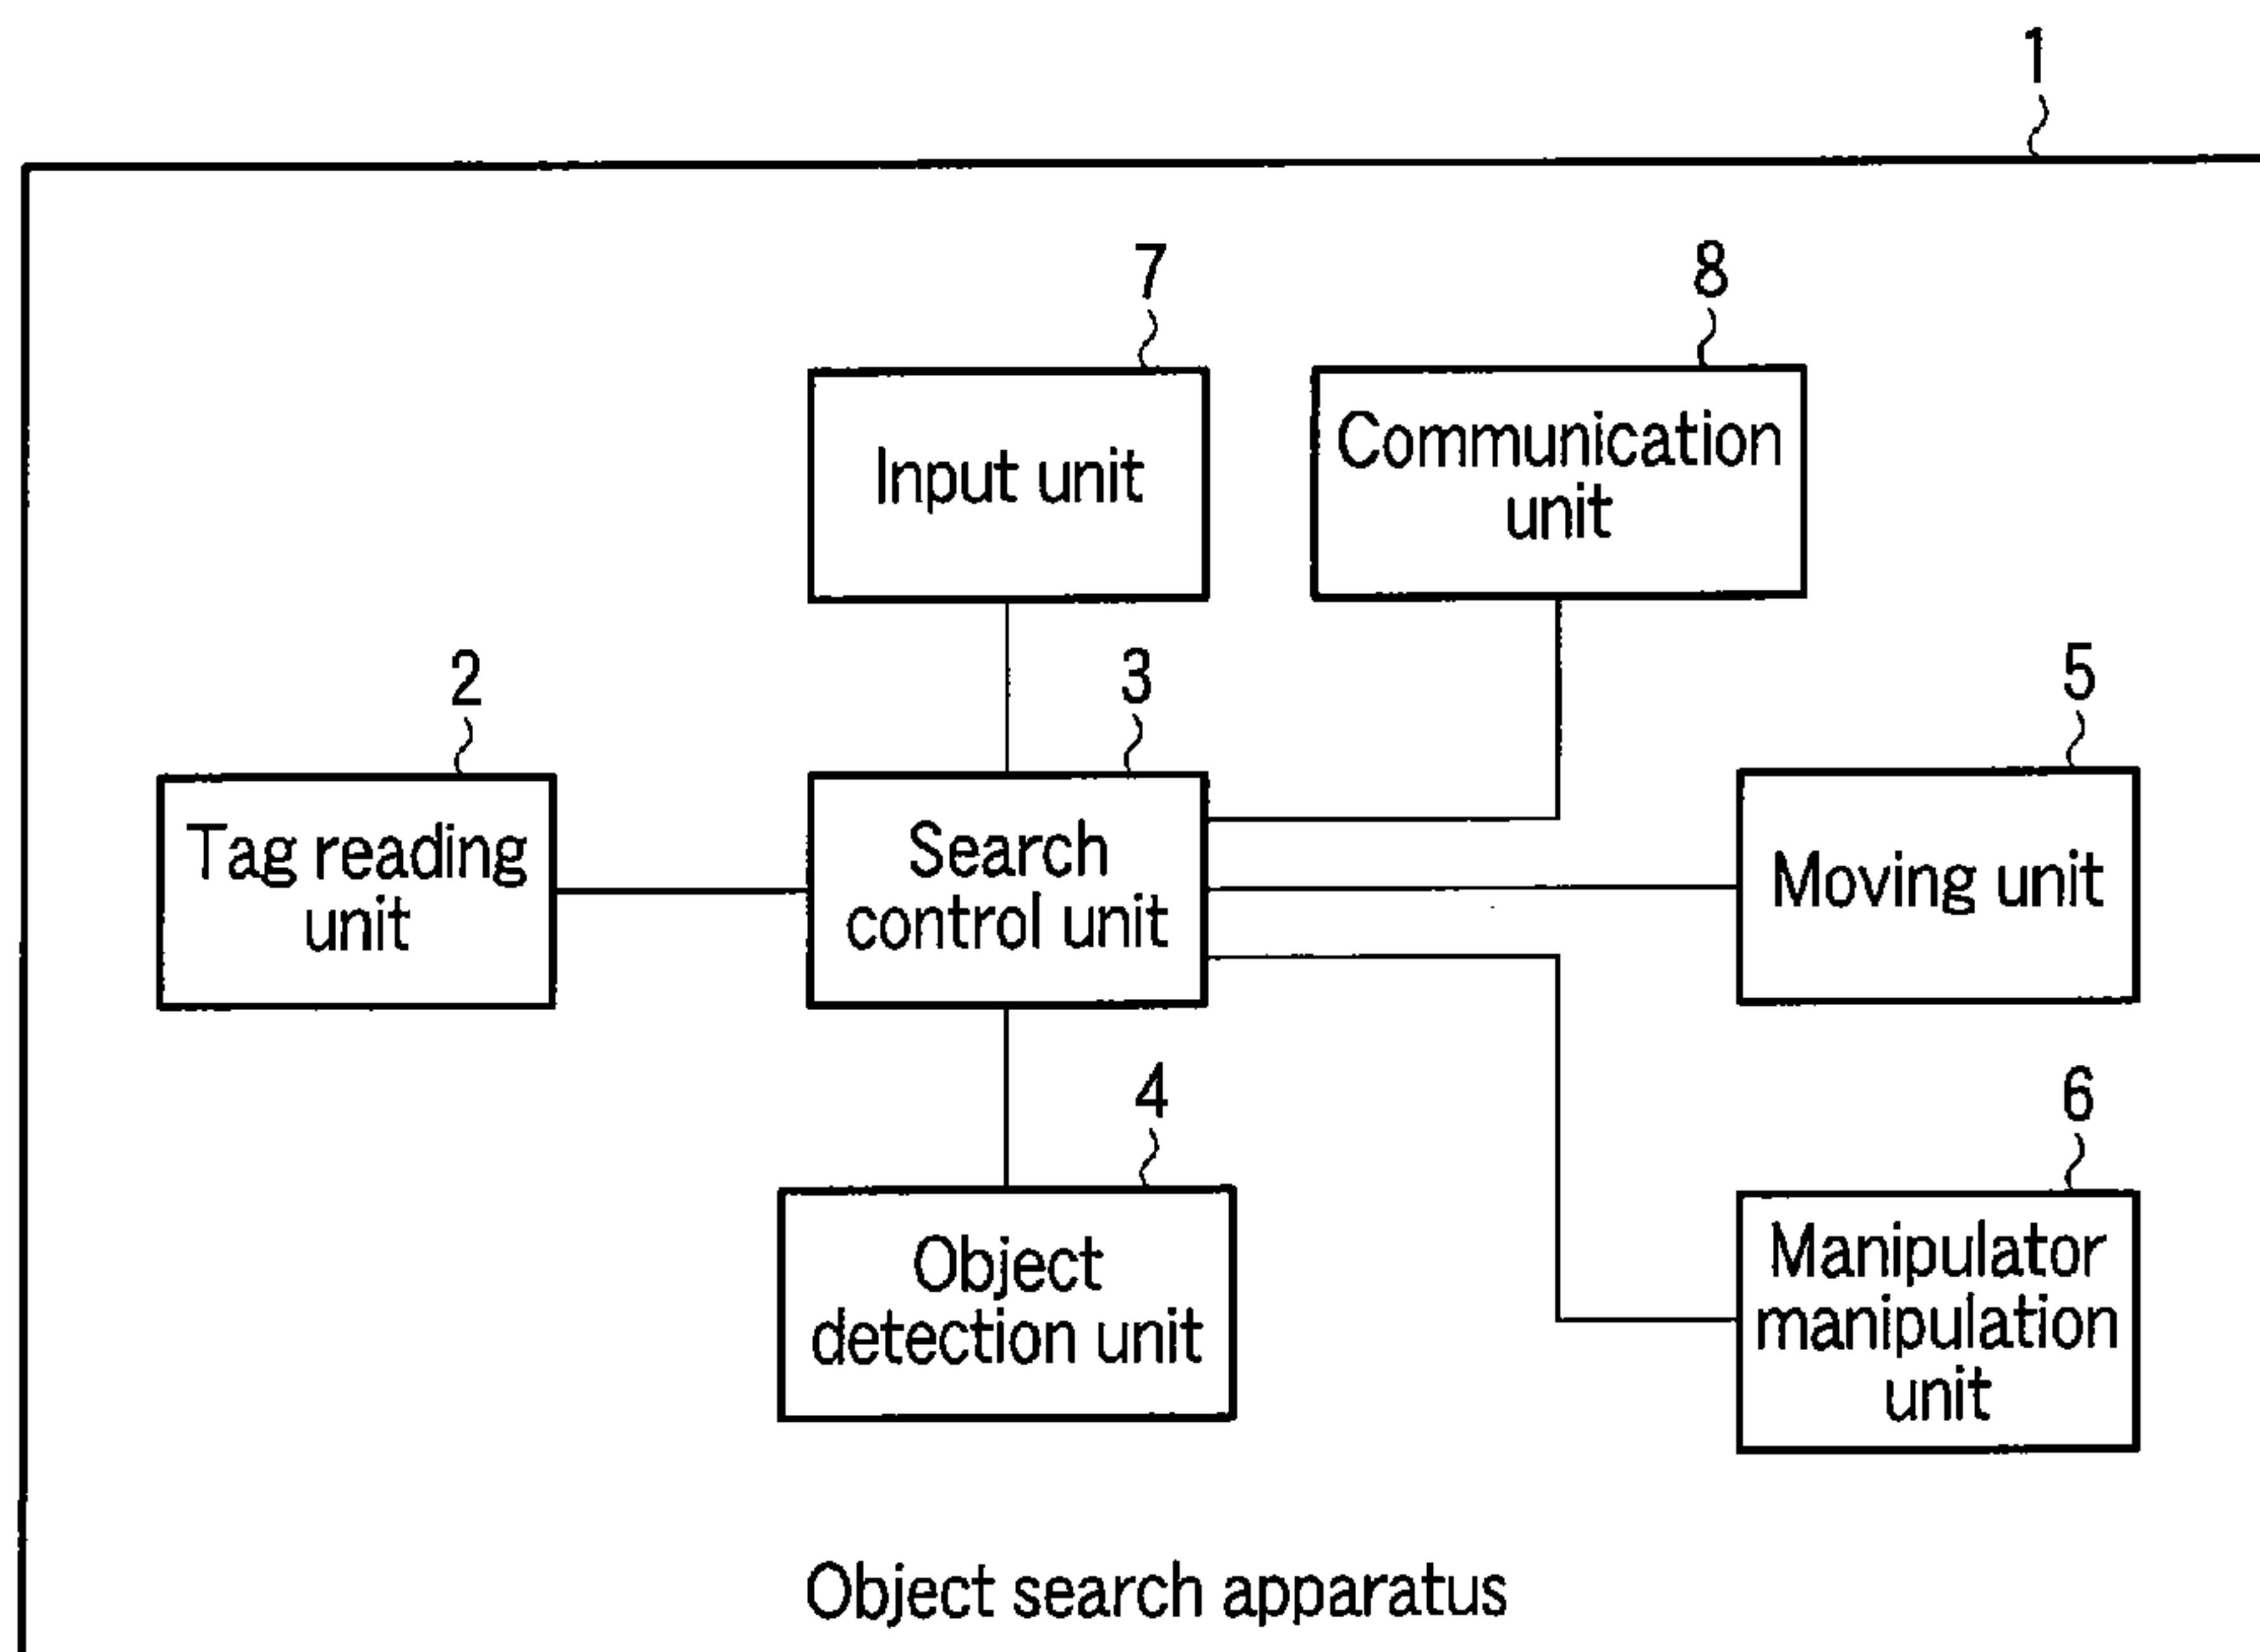 1
7
8
Input unit
Communication
unit
2
3
5
Tag reading
unit
Search
control unit
Moving unit
4
6
Object
detection unit
Manipulator
manipulation
unit
Object search apparatus